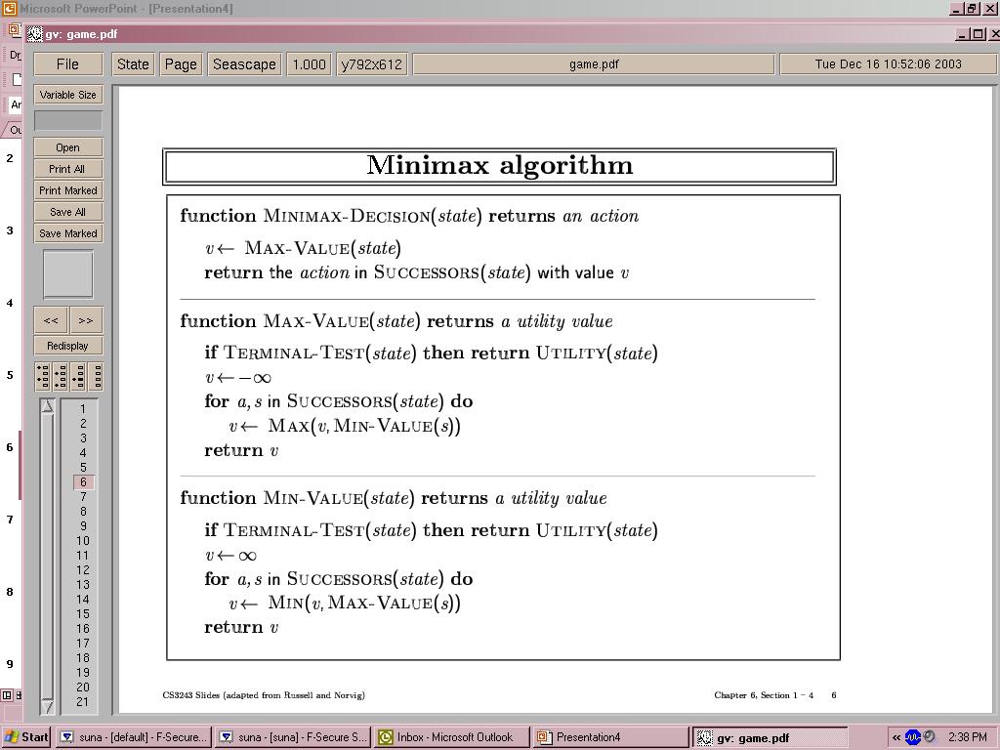 Microsoft PowerPoint - [Presentation4]
gv: game.pdf
Dr
File
State
Page
Seascape
1.000
y792x612
game.pdf
Tue Dec 16 10:52:06 2003
Variable Size
Ar
Ou
Open
Print All
Print Marked
Save All
Save Marked
<<
>>
Redisplay
2
3
4
5
6
7
8
9
1
2
3
4
5
6
7
8
9
10
11
12
13
14
15
16
17
18
19
20
21
Minimax algorithm
function MINIMAX-DECISION(state) returns an action
v← MAX-VALUE(state)
return the action in SUCCESSORS(state) with value v
function MAX-VALUE(state) returns a utility value
if TERMINAL-TEST(state) then return UTILITY(state)
v←−∞
for a,s in SUCCESSORS(state) do
v← MAX(v, MIN-VALUE(s))
return v
function MIN-VALUE(state) returns a utility value
if TERMINAL-TEST(state) then return UTILITY(state)
v←∞
for a,s in SUCCESSORS(state) do
v← MIN(v, MAX-VALUE(s))
return v
CS3243 Slides (adapted from Russell and Norvig)
Chapter 6, Section 1 – 4 6
Start
suna - [default] - F-Secure...
suna - [suna] - F-Secure S...
Inbox - Microsoft Outlook
Presentation4
gv: game.pdf
«
2:38 PM